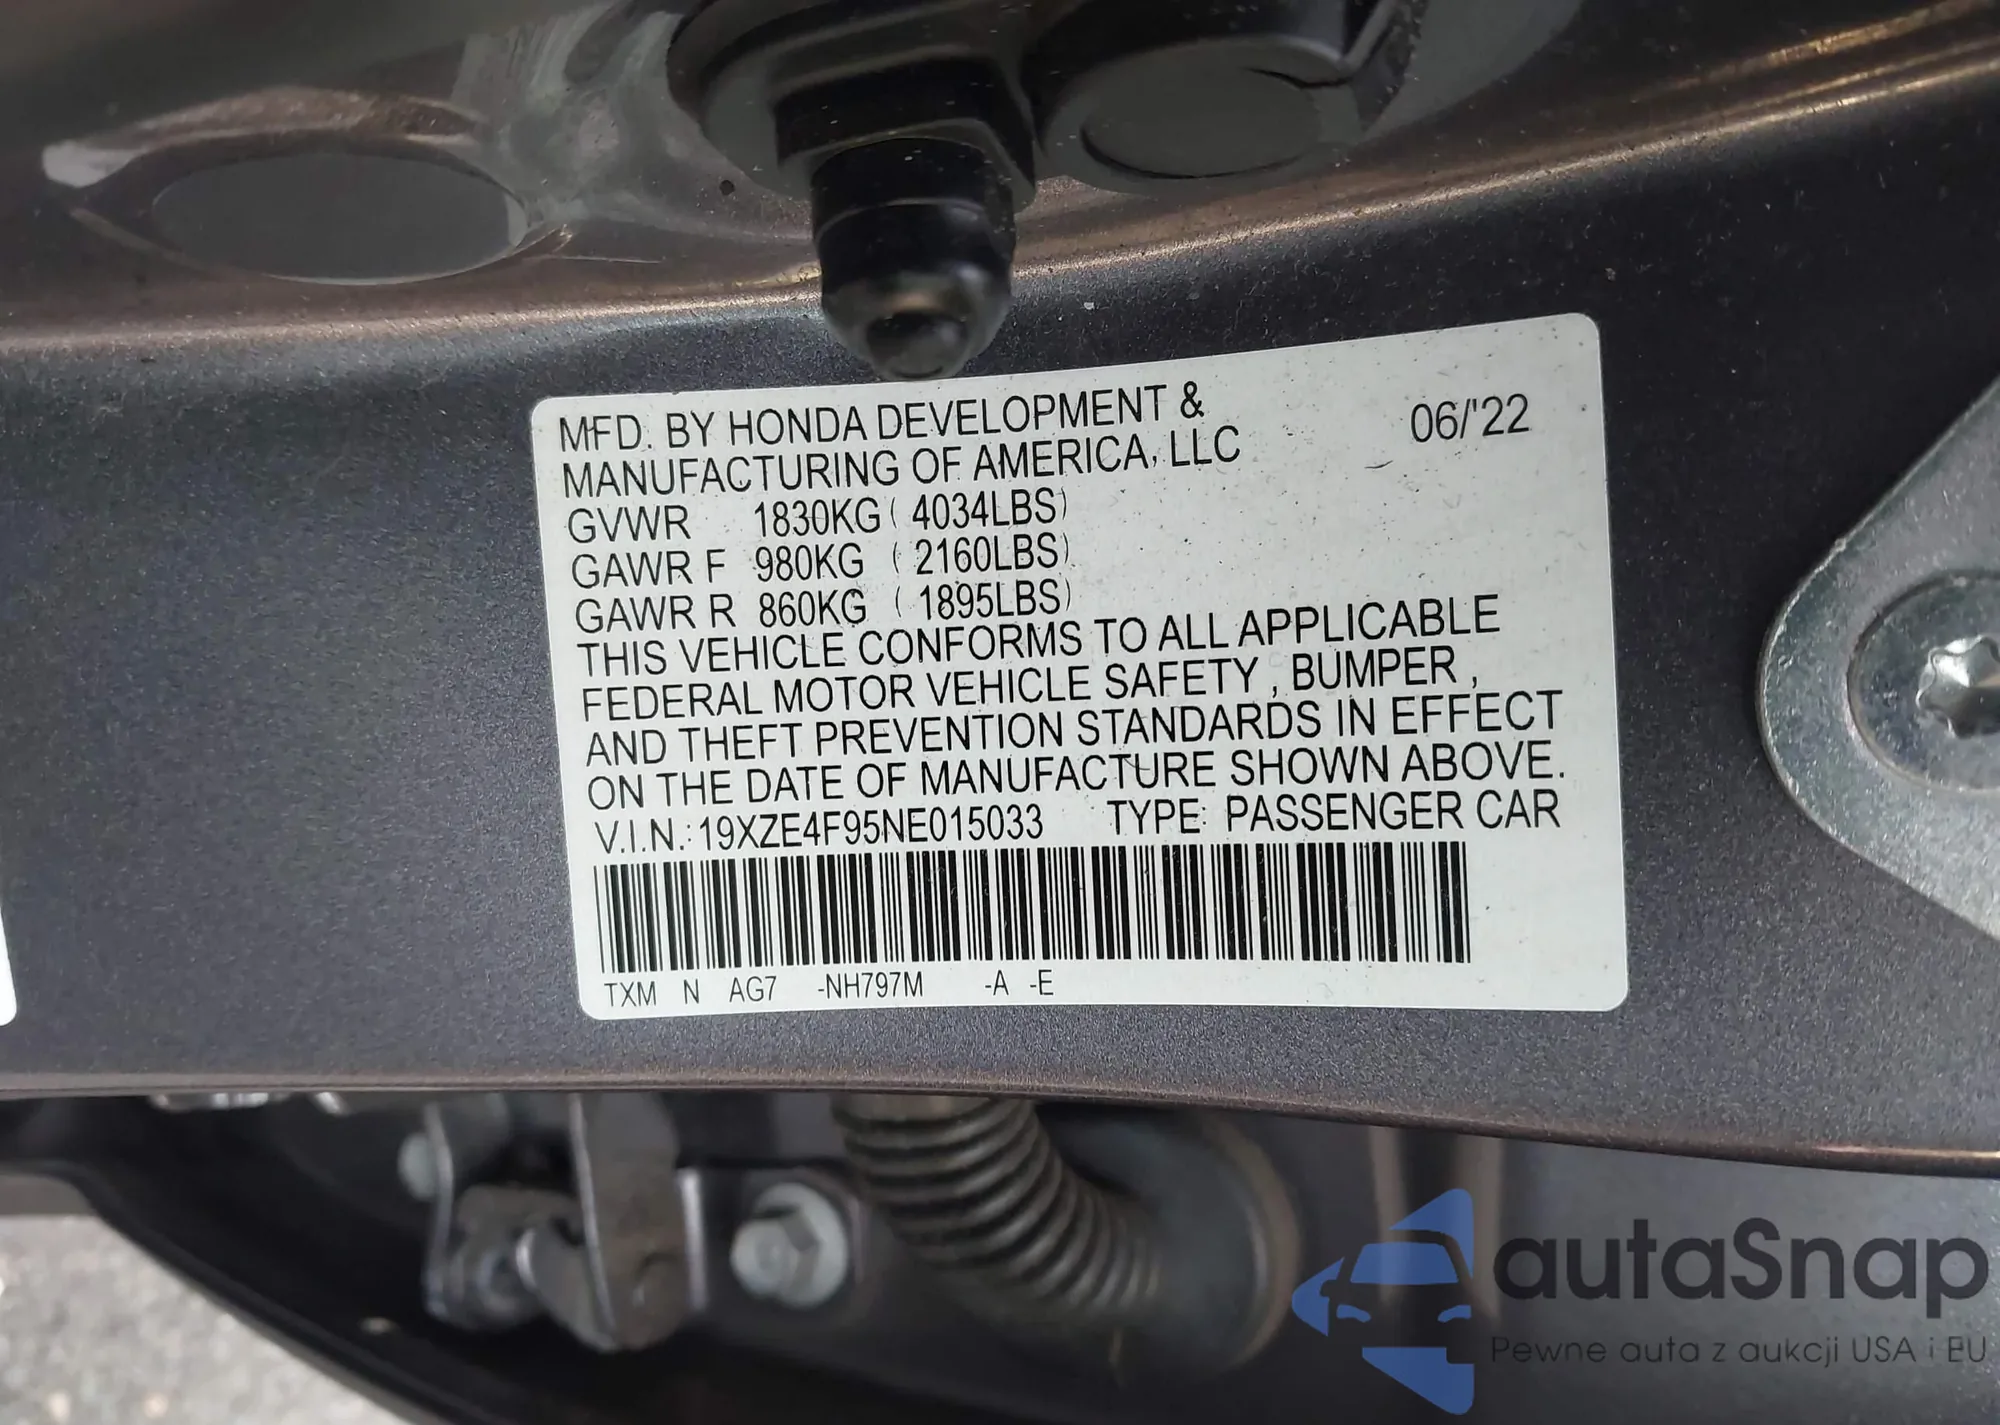 MFD. BY HONDA DEVELOPMENT &
MANUFACTURING OF AMERICA, LLC
06/'22
GVWR 1830KG ( 4034LBS)
GAWR F 980KG ( 2160LBS)
GAWR R 860KG ( 1895LBS)
THIS VEHICLE CONFORMS TO ALL APPLICABLE
FEDERAL MOTOR VEHICLE SAFETY , BUMPER ,
AND THEFT PREVENTION STANDARDS IN EFFECT
ON THE DATE OF MANUFACTURE SHOWN ABOVE.
V.I.N.: 19XZE4F95NE015033 TYPE: PASSENGER CAR
TXM N AG7 -NH797M -A -E
autaSnap
Pewne auta z aukcji USA i EU